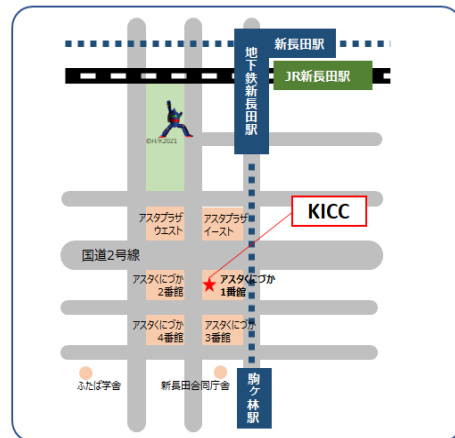 新長田駅
JR新長田駅
地下鉄新長田駅
©H/K2021
KICC
アスタプラザ
ウエスト
アスタプラザ
イースト
国道2号線
アスタくにづか
2番館
アスタくにづか
1番館
アスタくにづか
4番館
アスタくにづか
3番館
ふたば学舎
新長田合同庁舎
駒ヶ林駅